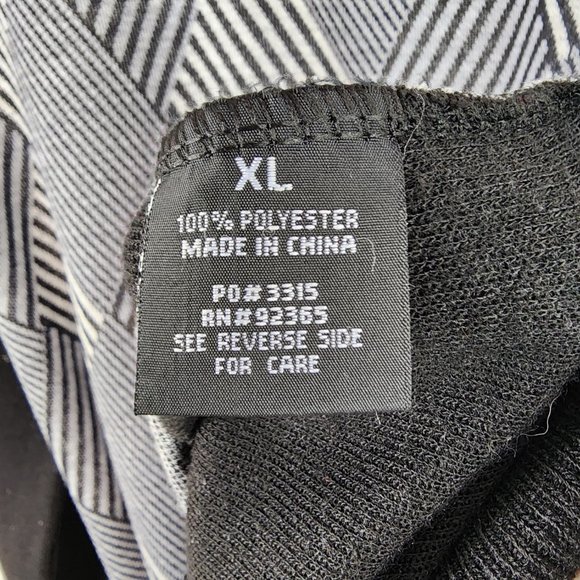 XL
100% POLYESTER
MADE IN CHINA
PO#3315
RN#92365
SEE REVERSE SIDE
FOR CARE